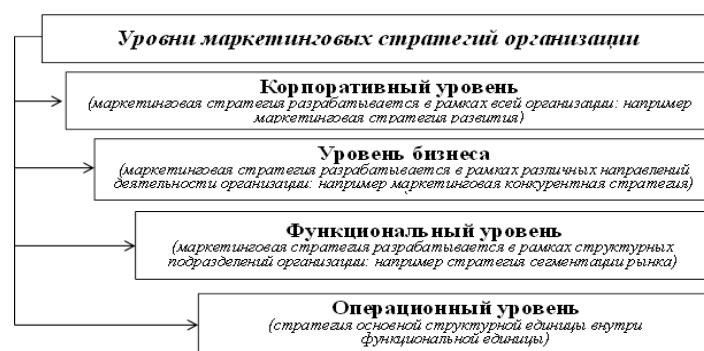 Уровни маркетинговых стратегий организации
Корпоративный уровень
(маркетинговая стратегия разрабатывается в рамках всей организации: например
маркетинговая стратегия развития)
Уровень бизнеса
(маркетинговая стратегия разрабатывается в рамках различных направлений
деятельности организации: например маркетинговая конкурентная стратегия)
Функциональный уровень
(маркетинговая стратегия разрабатывается в рамках структурных
подразделений организации: например стратегия сегментации рынка)
Операционный уровень
(стратегия основной структурной единицы внутри
функциональной единицы)